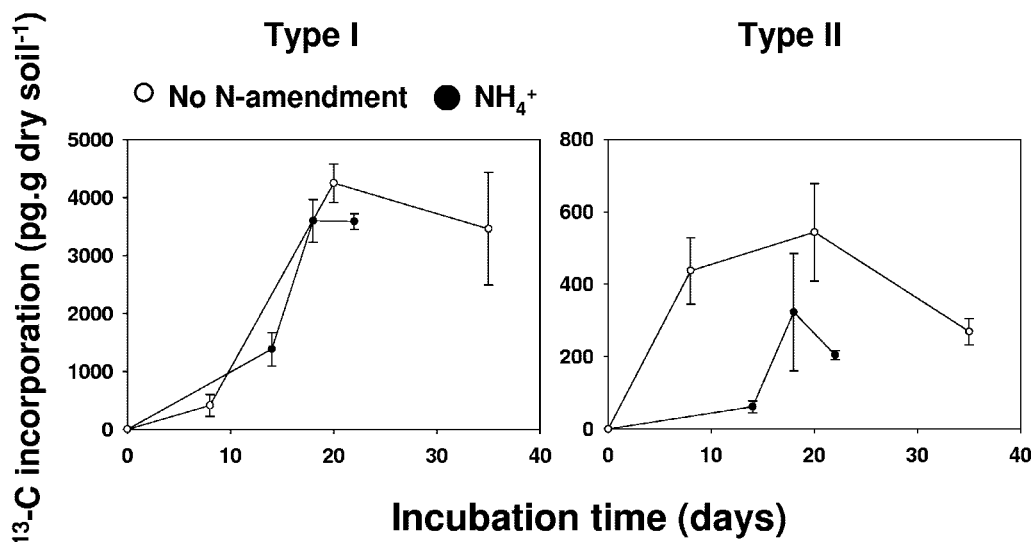 Type I
Type II
No N-amendment
NH₄⁺
¹³-C incorporation (pg.g dry soil⁻¹)
5000
4000
3000
2000
1000
0
0 10 20 30 40
800
600
400
200
0
0 10 20 30 40
Incubation time (days)